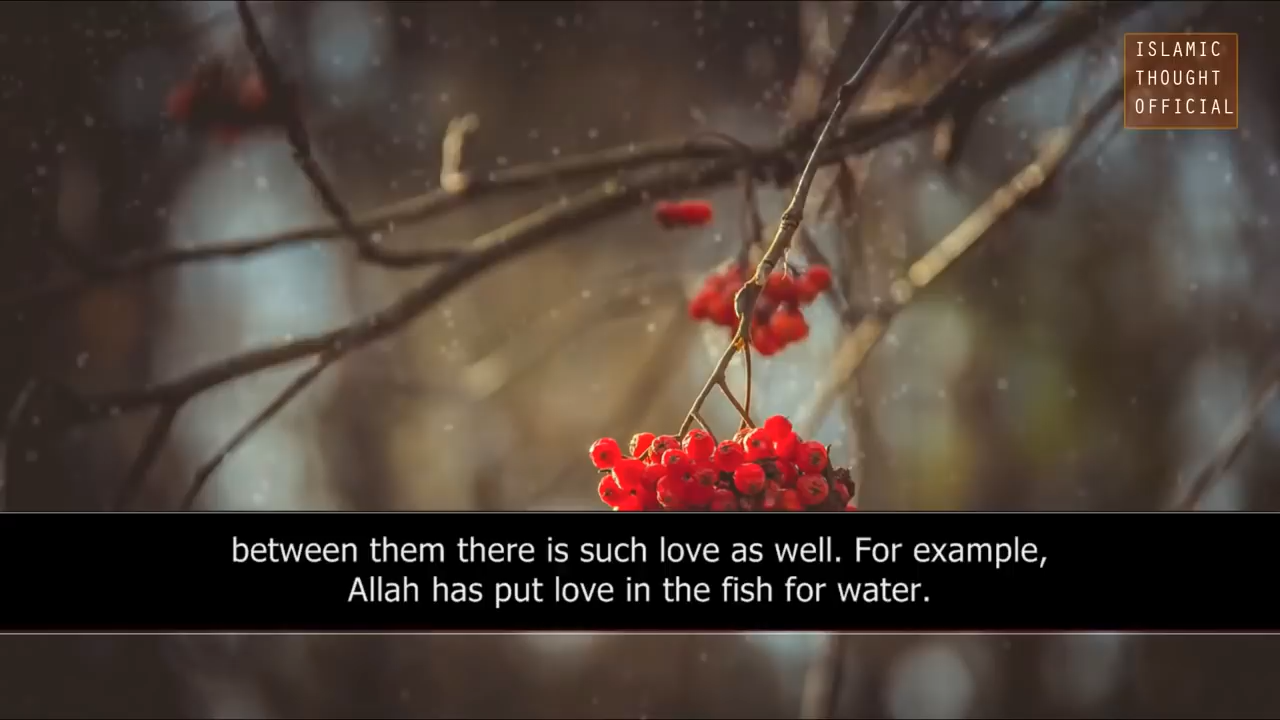 ISLAMIC
THOUGHT
OFFICIAL
between them there is such love as well. For example,
Allah has put love in the fish for water.